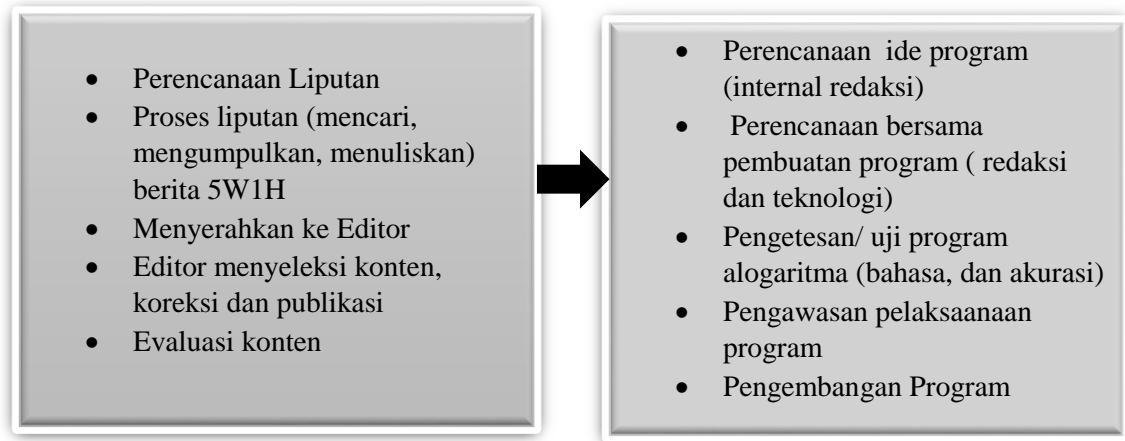 • Perencanaan Liputan
• Proses liputan (mencari,
mengumpulkan, menuliskan)
berita 5W1H
• Menyerahkan ke Editor
• Editor menyeleksi konten,
koreksi dan publikasi
• Evaluasi konten
• Perencanaan ide program
(internal redaksi)
• Perencanaan bersama
pembuatan program ( redaksi
dan teknologi)
• Pengetesan/ uji program
alogaritma (bahasa, dan akurasi)
• Pengawasan pelaksaanaan
program
• Pengembangan Program